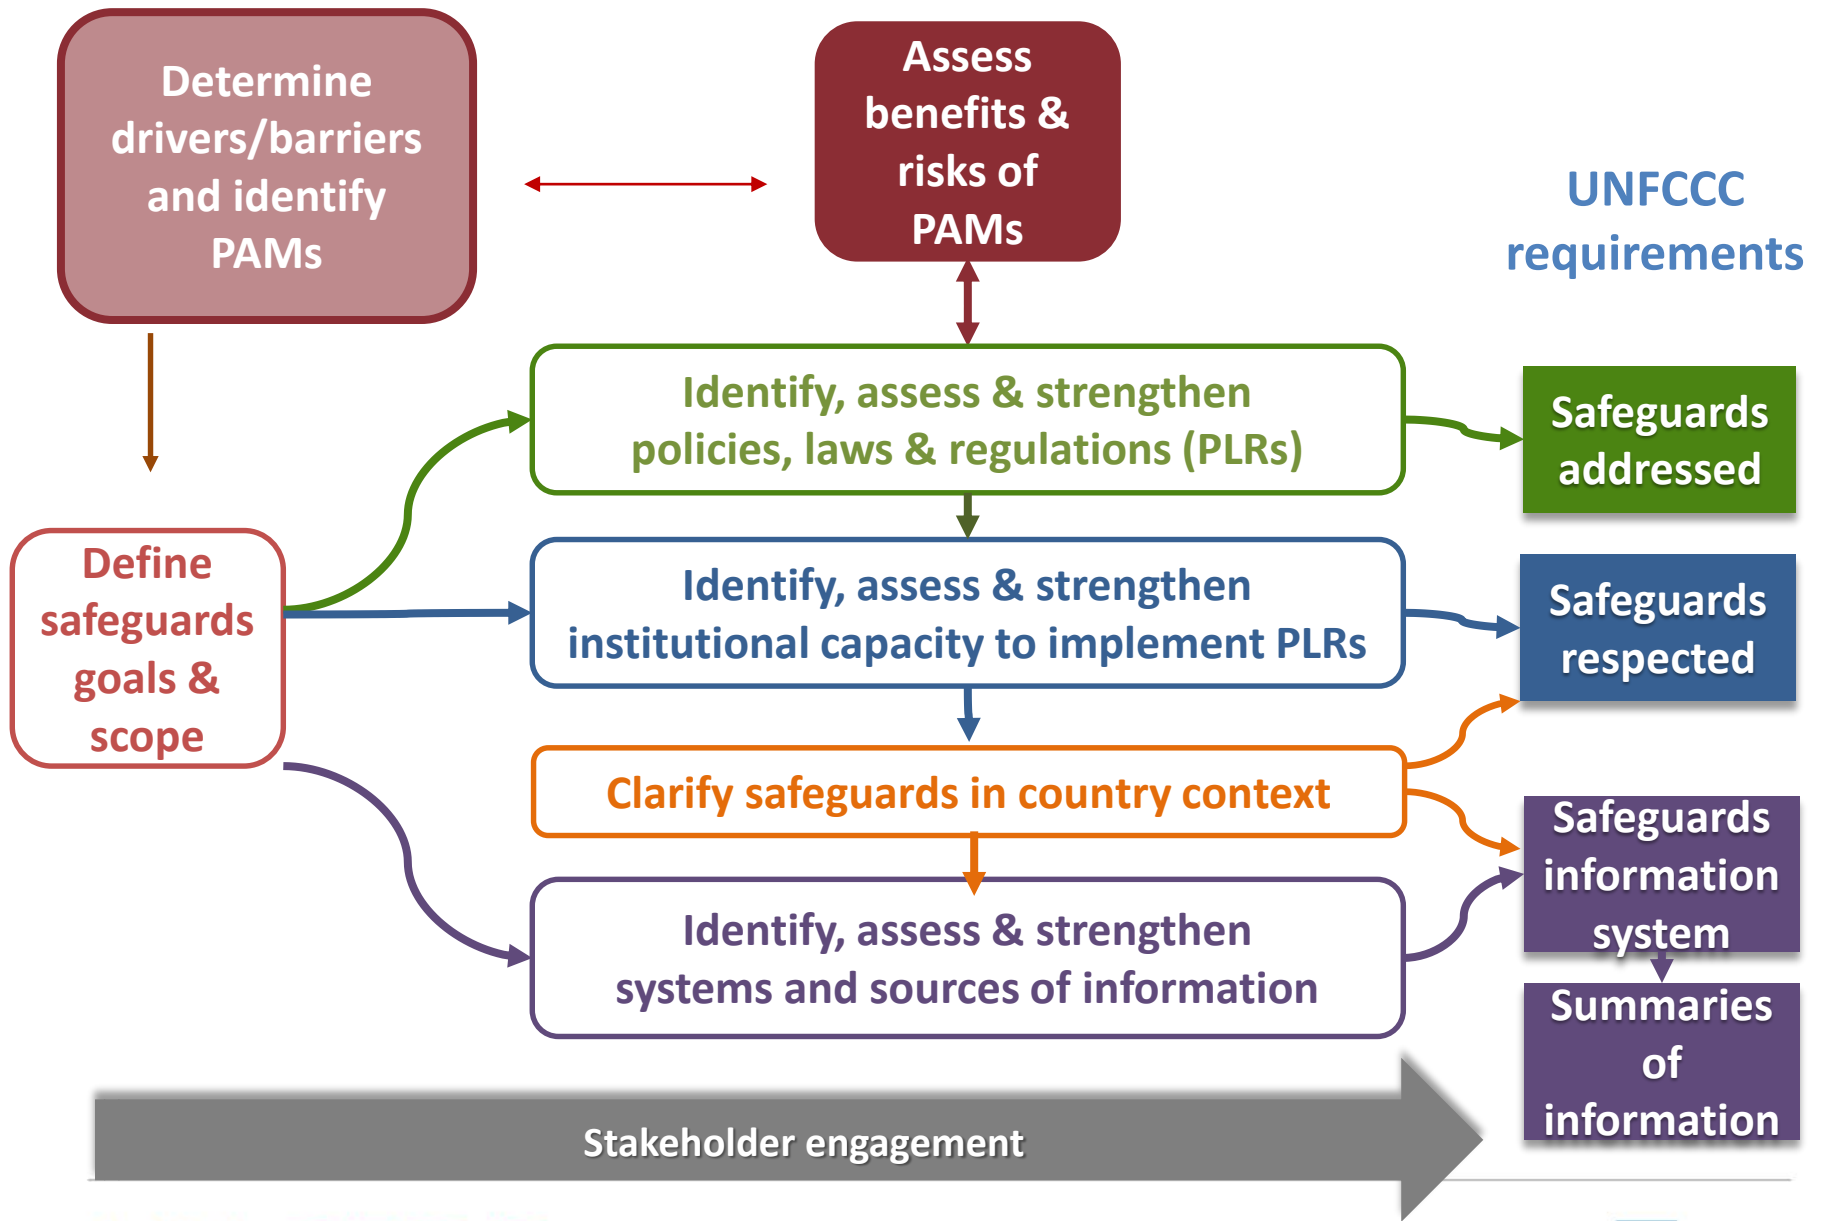 Determine
drivers/barriers
and identify
PAMs
Assess
benefits &
risks of
PAMs
UNFCCC
requirements
Identify, assess & strengthen
policies, laws & regulations (PLRs)
Safeguards
addressed
Define
safeguards
goals &
scope
Identify, assess & strengthen
institutional capacity to implement PLRs
Safeguards
respected
Clarify safeguards in country context
Safeguards
information
system
Identify, assess & strengthen
systems and sources of information
Summaries
of
information
Stakeholder engagement